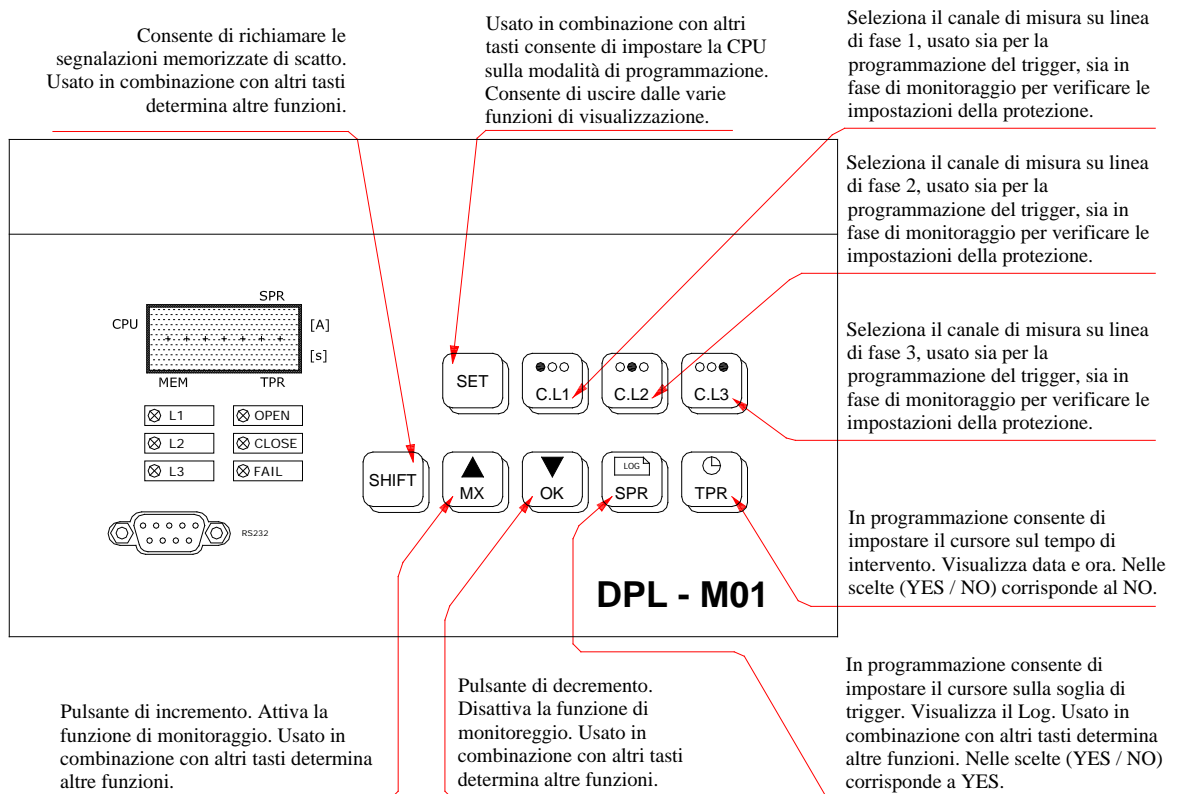 Consente di richiamare le
segnalazioni memorizzate di scatto.
Usato in combinazione con altri tasti
determina altre funzioni.
Usato in combinazione con altri
tasti consente di impostare la CPU
sulla modalità di programmazione.
Consente di uscire dalle varie
funzioni di visualizzazione.
Seleziona il canale di misura su linea
di fase 1, usato sia per la
programmazione del trigger, sia in
fase di monitoraggio per verificare le
impostazioni della protezione.
Seleziona il canale di misura su linea
di fase 2, usato sia per la
programmazione del trigger, sia in
fase di monitoraggio per verificare le
impostazioni della protezione.
Seleziona il canale di misura su linea
di fase 3, usato sia per la
programmazione del trigger, sia in
fase di monitoraggio per verificare le
impostazioni della protezione.
SPR
CPU
[A]
[s]
MEM
TPR
L1
OPEN
L2
CLOSE
L3
FAIL
RS232
SET
C.L1
C.L2
C.L3
SHIFT
MX
OK
LOG
SPR
TPR
DPL - M01
In programmazione consente di
impostare il cursore sul tempo di
intervento. Visualizza data e ora. Nelle
scelte (YES / NO) corrisponde al NO.
Pulsante di incremento. Attiva la
funzione di monitoraggio. Usato in
combinazione con altri tasti determina
altre funzioni.
Pulsante di decremento.
Disattiva la funzione di
monitoreggio. Usato in
combinazione con altri tasti
determina altre funzioni.
In programmazione consente di
impostare il cursore sulla soglia di
trigger. Visualizza il Log. Usato in
combinazione con altri tasti determina
altre funzioni. Nelle scelte (YES / NO)
corrisponde a YES.